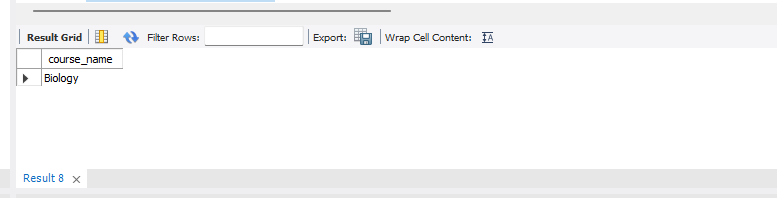 Result Grid Filter Rows: Export: Wrap Cell Content:
course_name
Biology
Result 8